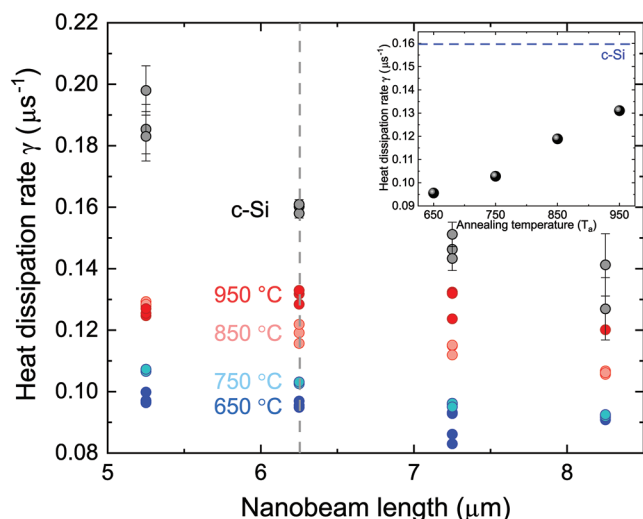 Heat dissipation rate γ (μs⁻¹)
0.20
0.18
0.16
0.14
0.12
0.10
0.08
c-Si
950 °C
850 °C
750 °C
650 °C
5
6
7
8
Nanobeam length (μm)
Heat dissipation rate γ (μs⁻¹)
0.16
0.15
0.14
0.13
0.12
0.11
0.10
0.09
c-Si
650
750
850
950
Annealing temperature (Tₐ)